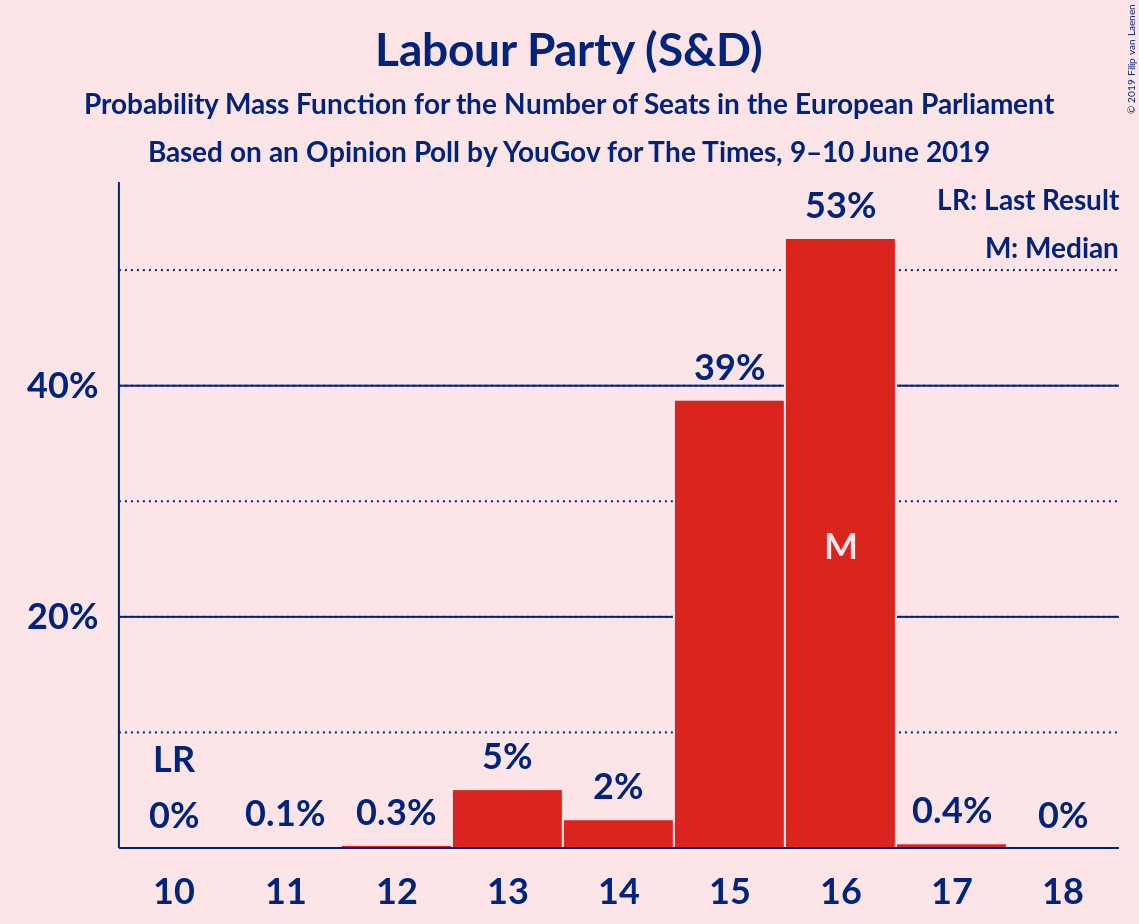 Labour Party (S&D)
Probability Mass Function for the Number of Seats in the European Parliament
Based on an Opinion Poll by YouGov for The Times, 9–10 June 2019
© 2019 Filip van Laenen
LR: Last Result
M: Median
53%
39%
40%
M
20%
LR
5%
2%
0%
0.1%
0.3%
0.4%
0%
10 11 12 13 14 15 16 17 18